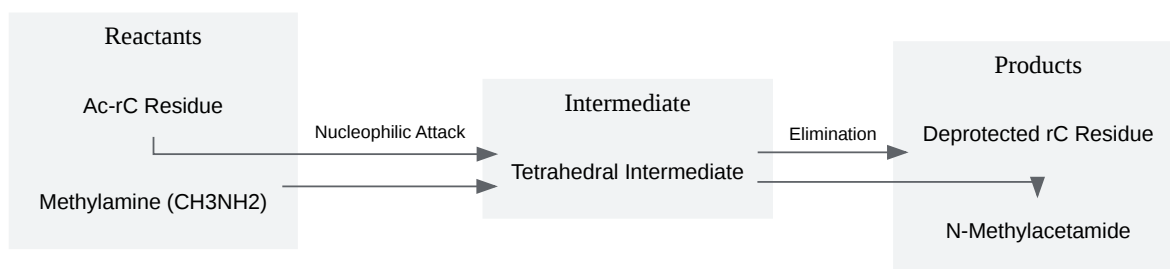 Reactants
Ac-rC Residue
Methylamine (CH3NH2)
Nucleophilic Attack
Intermediate
Tetrahedral Intermediate
Elimination
Products
Deprotected rC Residue
N-Methylacetamide